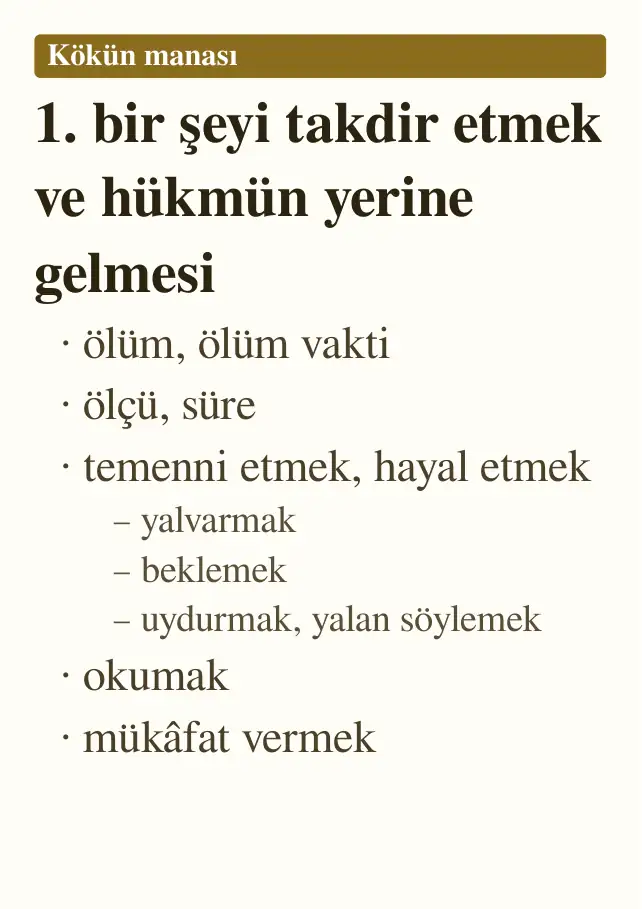 Kökün manası
1. bir şeyi takdir etmek
ve hükmün yerine
gelmesi
· ölüm, ölüm vakti
· ölçü, süre
· temenni etmek, hayal etmek
– yalvarmak
– beklemek
– uydurmak, yalan söylemek
· okumak
· mükâfat vermek